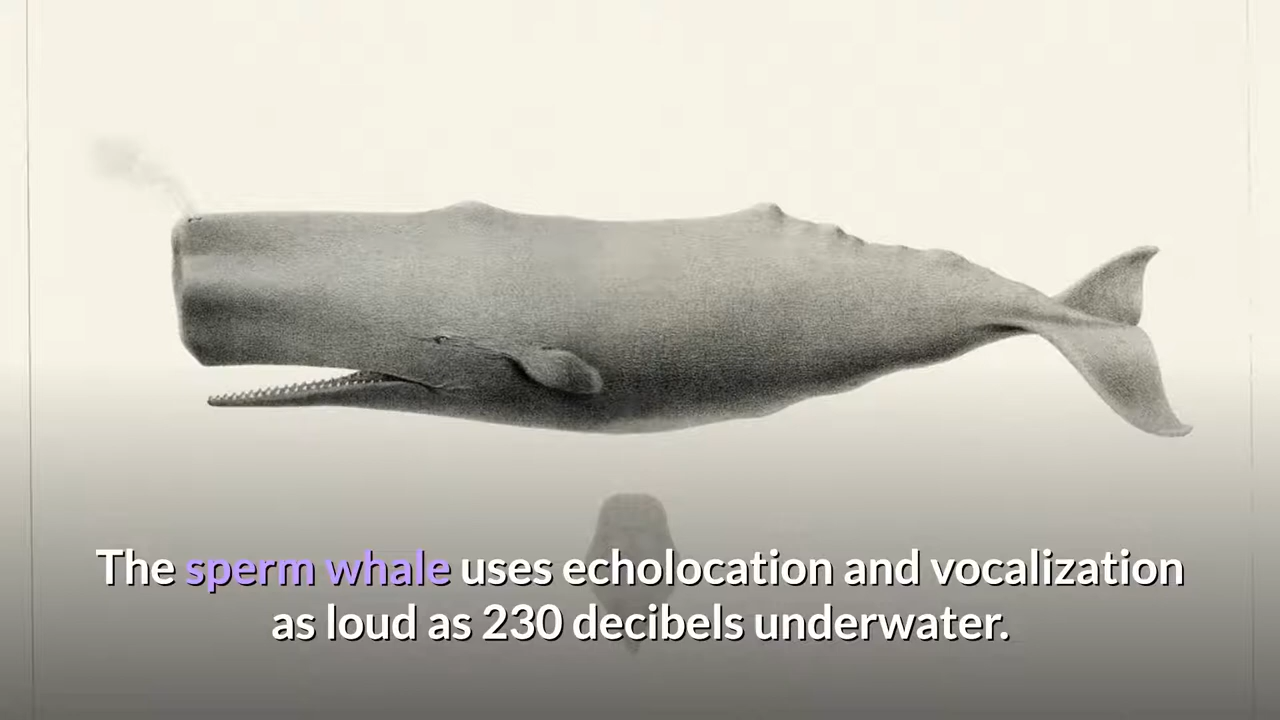 The sperm whale uses echolocation and vocalization
as loud as 230 decibels underwater.